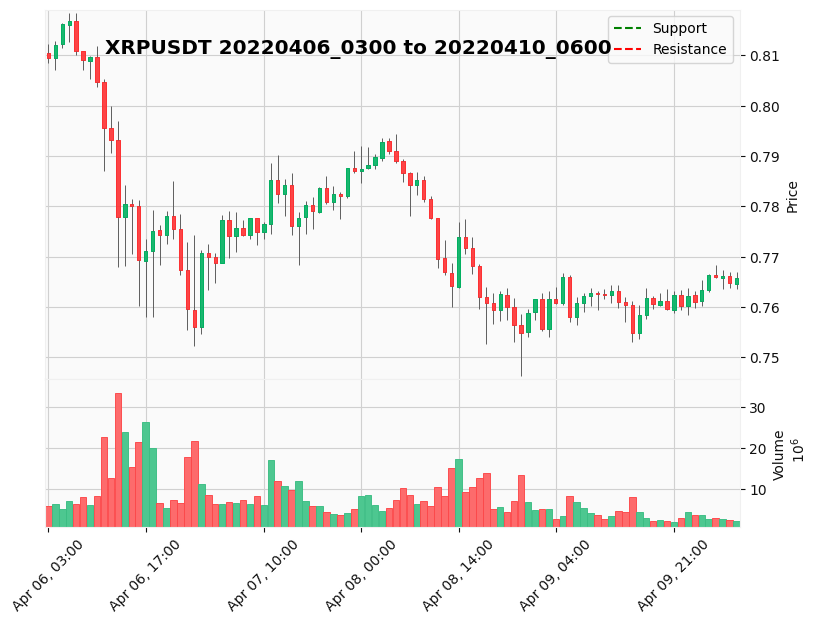 XRPUSDT 20220406_0300 to 20220410_0600
Support
Resistance
0.81
0.80
0.79
0.78
0.77
0.76
0.75
Price
30
20
10
Volume
10^6
Apr 06, 03:00
Apr 06, 17:00
Apr 07, 10:00
Apr 08, 00:00
Apr 08, 14:00
Apr 09, 04:00
Apr 09, 21:00